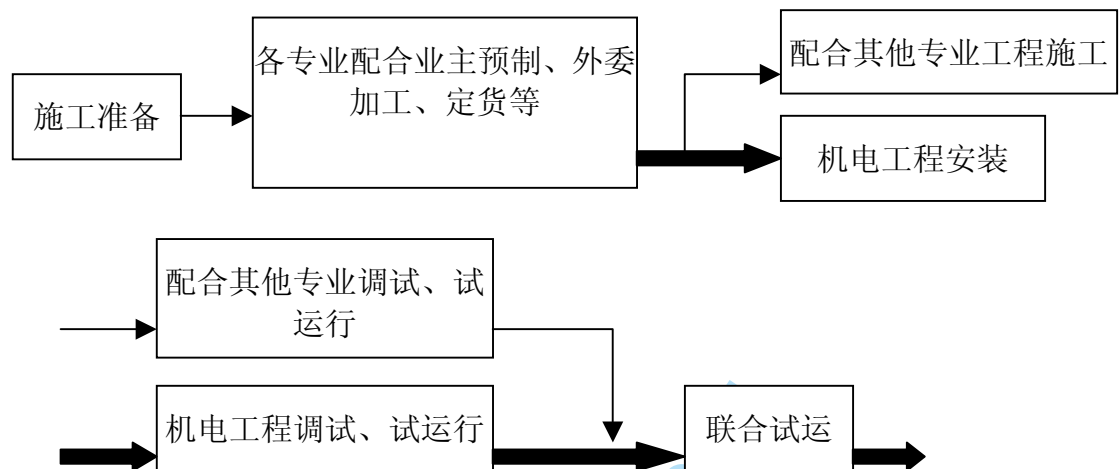 施工准备
各专业配合业主预制、外委
加工、定货等
配合其他专业工程施工
机电工程安装
配合其他专业调试、试
运行
机电工程调试、试运行
联合试运